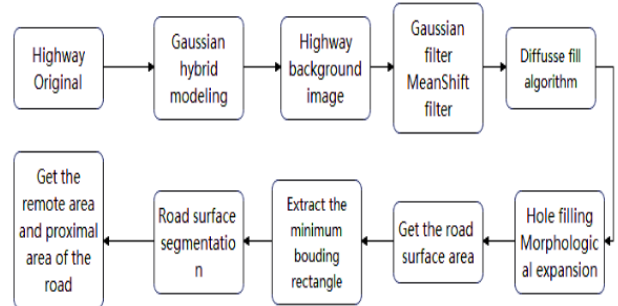 Highway
Original
Gaussian
hybrid
modeling
Highway
background
image
Gaussian
filter
MeanShift
filter
Diffusse fill
algorithm
Hole filling
Morphologic
al expansion
Get the road
surface area
Extract the
minimum
bouding
rectangle
Road surface
segmentatio
n
Get the
remote area
and proximal
area of the
road